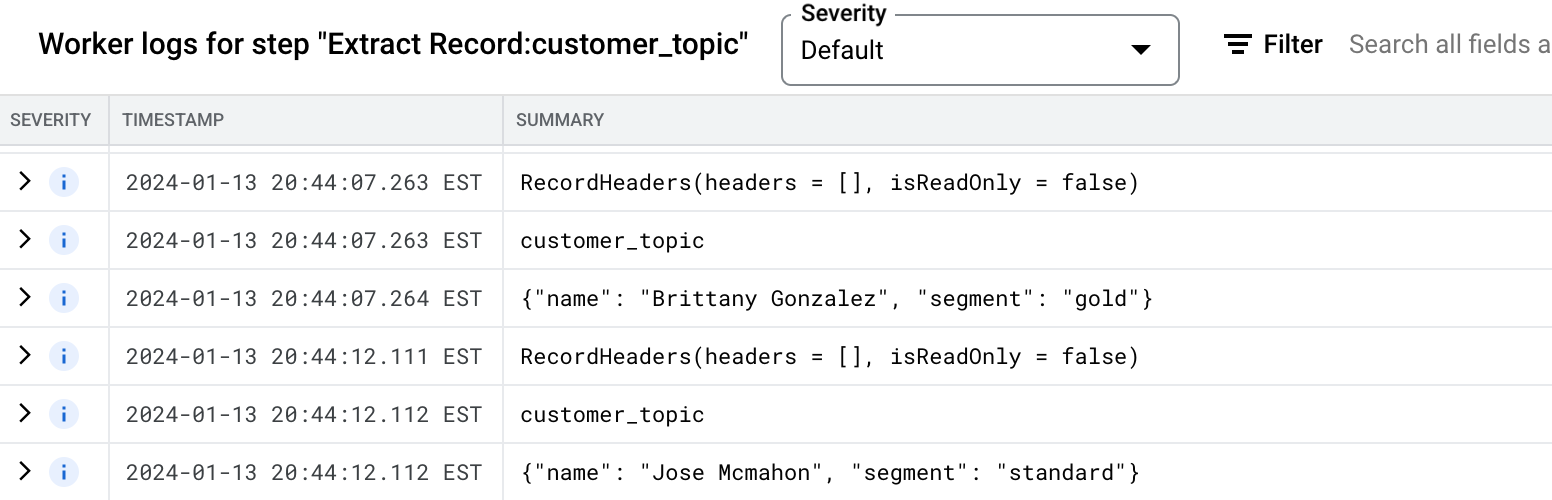 Severity
Worker logs for step "Extract Record:customer_topic" Default Filter Search all fields a
SEVERITY TIMESTAMP SUMMARY
i 2024-01-13 20:44:07.263 EST RecordHeaders(headers = [], isReadOnly = false)
i 2024-01-13 20:44:07.263 EST customer_topic
i 2024-01-13 20:44:07.264 EST {"name": "Brittany Gonzalez", "segment": "gold"}
i 2024-01-13 20:44:12.111 EST RecordHeaders(headers = [], isReadOnly = false)
i 2024-01-13 20:44:12.112 EST customer_topic
i 2024-01-13 20:44:12.112 EST {"name": "Jose Mcmahon", "segment": "standard"}